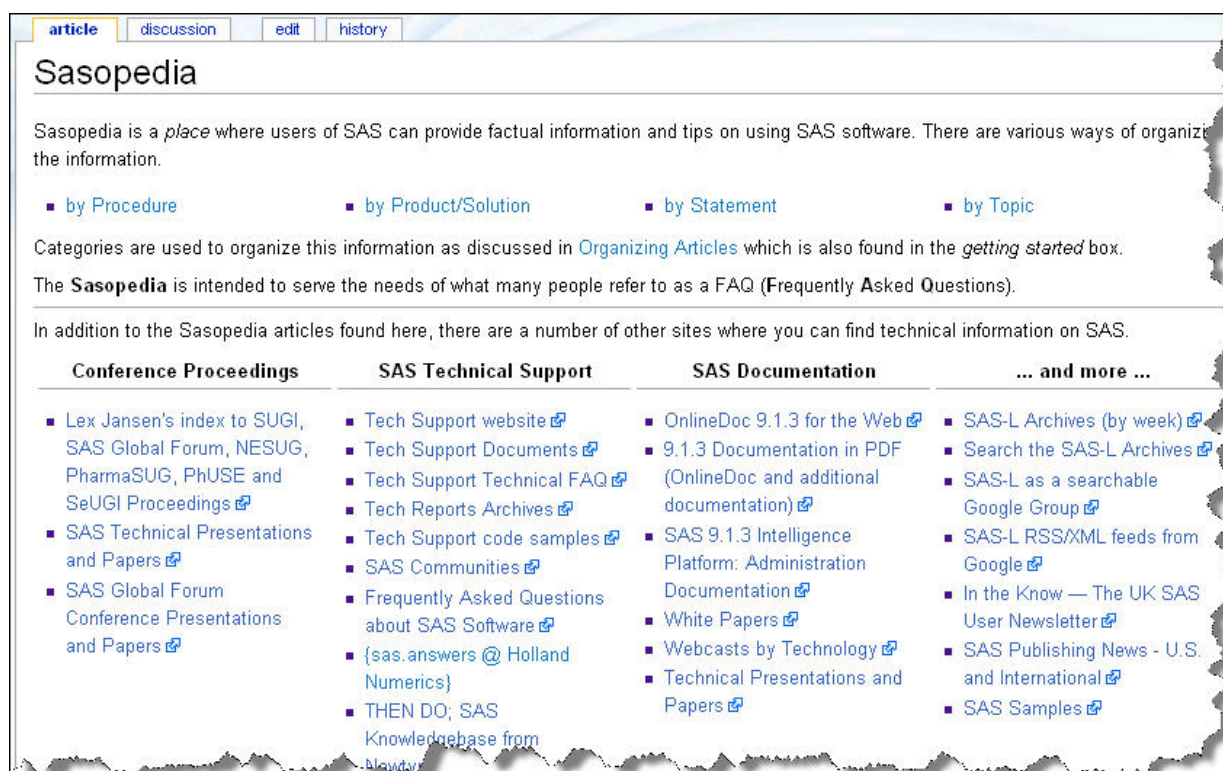 article discussion edit history
Sasopedia
Sasopedia is a place where users of SAS can provide factual information and tips on using SAS software. There are various ways of
the information.
by Procedure by Product/Solution by Statement by Topic
Categories are used to organize this information as discussed in Organizing Articles which is also found in the getting started box.
The Sasopedia is intended to serve the needs of what many people refer to as a FAQ (Frequently Asked Questions).
In addition to the Sasopedia articles found here, there are a number of other sites where you can find technical information on SAS.
Conference Proceedings
Lex Jansen's index to SUGI,
SAS Global Forum, NESUG,
PharmaSUG, PhUSE and
SeUGI Proceedings
SAS Technical Presentations
and Papers
SAS Global Forum
Conference Presentations
and Papers
SAS Technical Support
Tech Support website
Tech Support Documents
Tech Support Technical FAQ
Tech Reports Archives
Tech Support code samples
SAS Communities
Frequently Asked Questions
about SAS Software
{sas.answers @ Holland
Numerics}
THEN DO; SAS
Knowledgebase from
SAS Documentation
OnlineDoc 9.1.3 for the Web
9.1.3 Documentation in PDF
(OnlineDoc and additional
documentation)
SAS 9.1.3 Intelligence
Platform: Administration
Documentation
White Papers
Webcasts by Technology
Technical Presentations and
Papers
... and more ...
SAS-L Archives (by week)
Search the SAS-L Archives
SAS-L as a searchable
Google Group
SAS-L RSS/XML feeds from
Google
In the Know — The UK SAS
User Newsletter
SAS Publishing News - U.S.
and International
SAS Samples